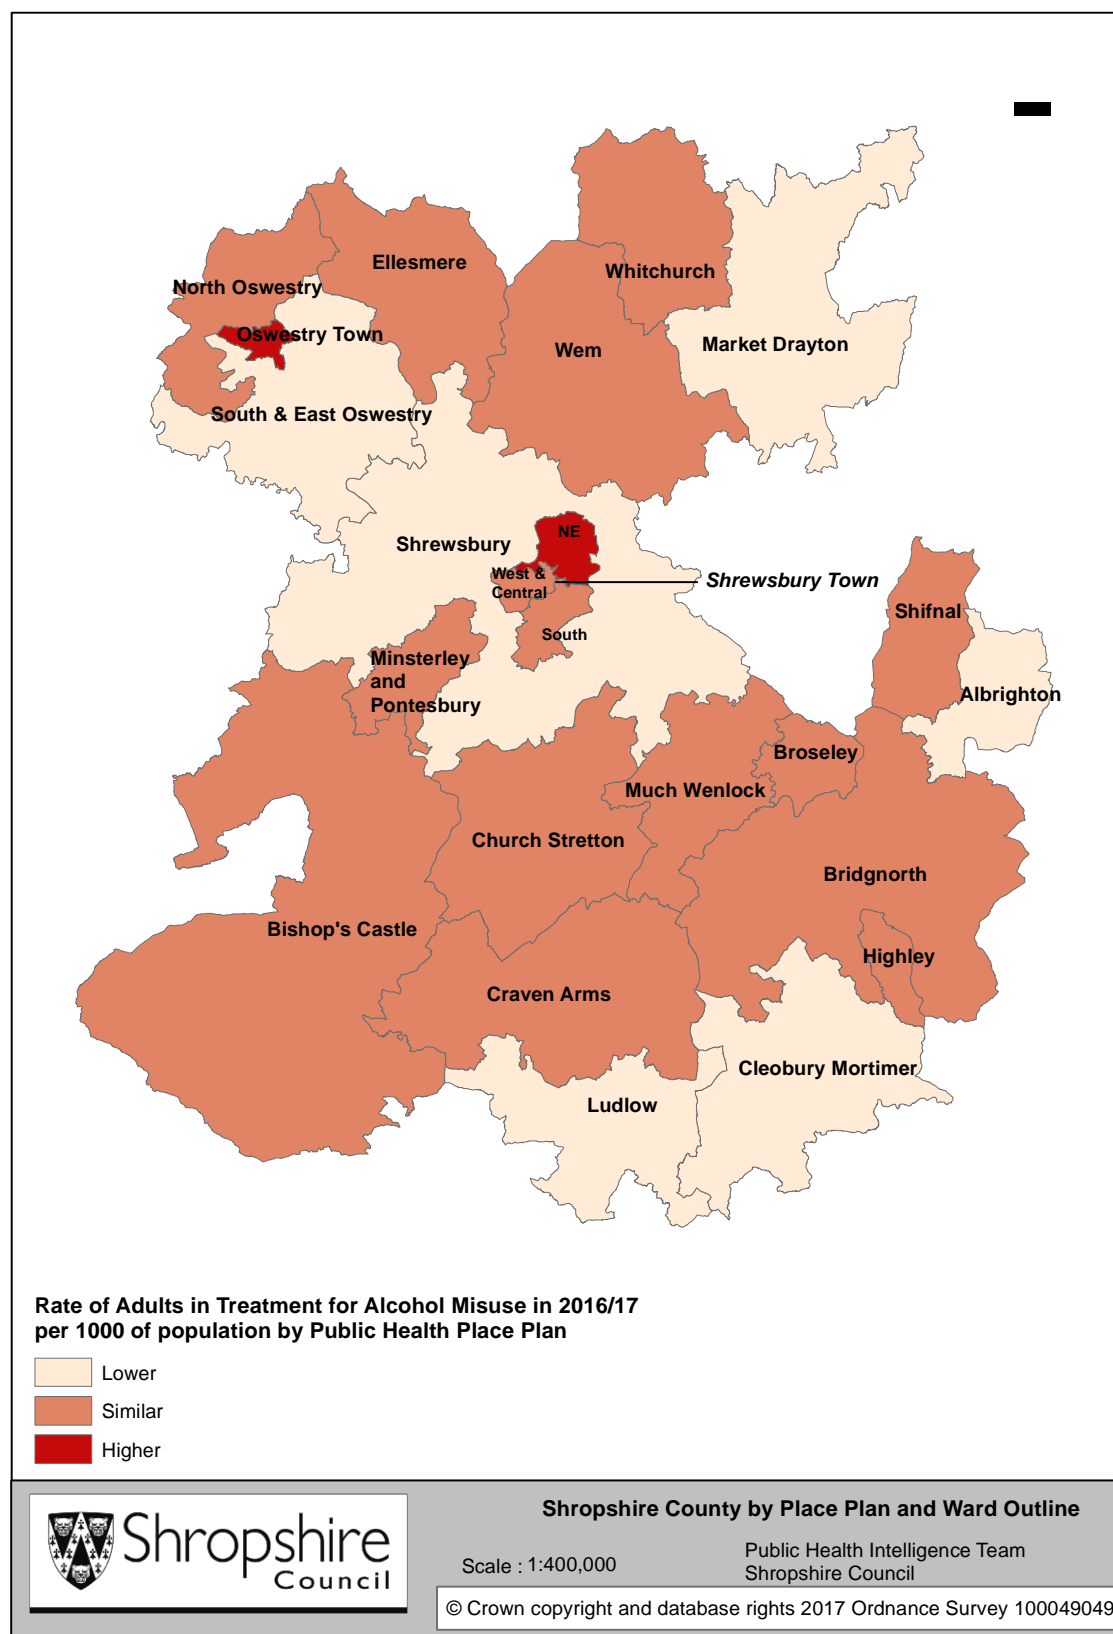 Ellesmere
Whitchurch
North Oswestry
Oswestry Town
Market Drayton
Wem
South & East Oswestry
NE
Shrewsbury
West &
Central
Shrewsbury Town
Shifnal
South
Minsterley
and
Pontesbury
Albrighton
Broseley
Much Wenlock
Church Stretton
Bridgnorth
Bishop's Castle
Highley
Craven Arms
Cleobury Mortimer
Ludlow
Rate of Adults in Treatment for Alcohol Misuse in 2016/17
per 1000 of population by Public Health Place Plan
Lower
Similar
Higher
Shropshire
Council
Shropshire County by Place Plan and Ward Outline
Scale : 1:400,000
Public Health Intelligence Team
Shropshire Council
© Crown copyright and database rights 2017 Ordnance Survey 100049049